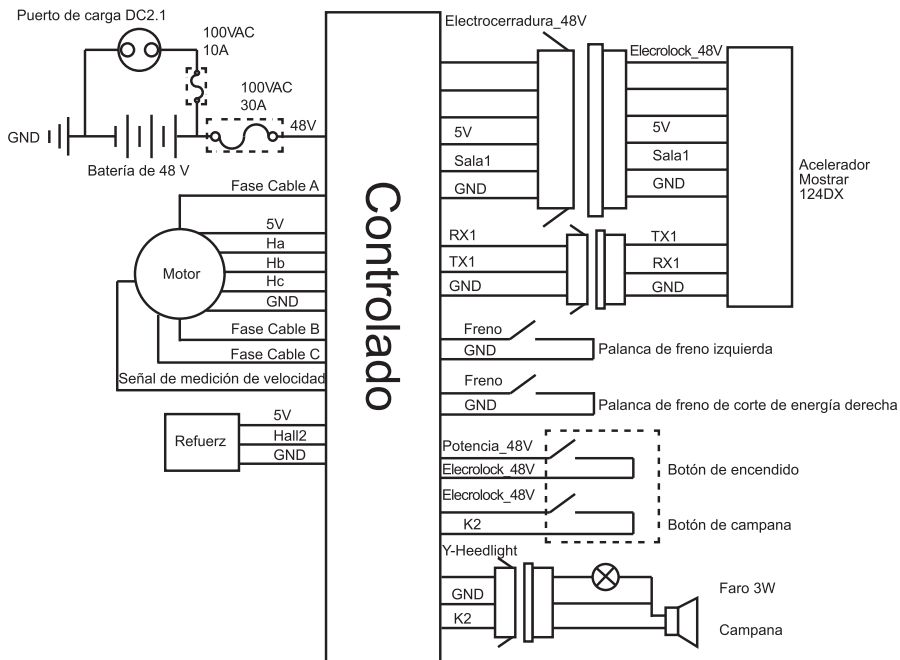 Puerto de carga DC2.1
100VAC
10A
100VAC
30A
48V
GND
Batería de 48 V
Fase Cable A
5V
Ha
Hb
Hc
GND
Motor
Fase Cable B
Fase Cable C
Señal de medición de velocidad
Refuerz
5V
Hall2
GND
Controlado
Electrocerradura_48V
5V
Sala1
GND
Elecrolock_48V
5V
Sala1
GND
Acelerador
Mostrar
124DX
RX1
TX1
GND
TX1
RX1
GND
Freno
GND
Palanca de freno izquierda
Freno
GND
Palanca de freno de corte de energía derecha
Potencia_48V
Elecrolock_48V
Botón de encendido
Elecrolock_48V
K2
Botón de campana
Y-Heedlight
GND
K2
Faro 3W
Campana